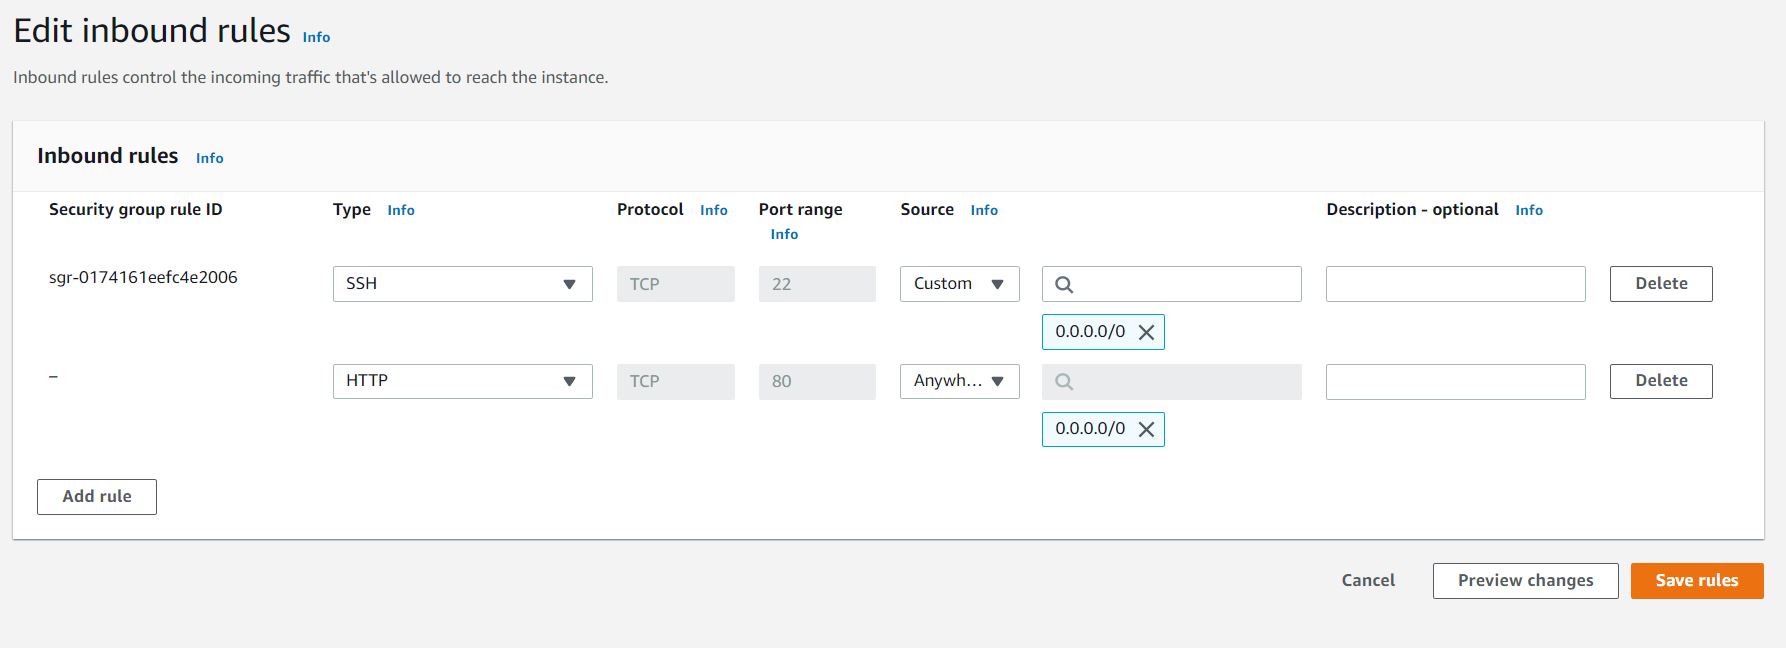 Edit inbound rules Info
Inbound rules control the incoming traffic that's allowed to reach the instance.
Inbound rules Info
Security group rule ID Type Info Protocol Info Port range Info Source Info Description - optional Info
sgr-0174161eefc4e2006 SSH TCP 22 Custom Delete
0.0.0.0/0
– HTTP TCP 80 Anywh... Delete
0.0.0.0/0
Add rule
Cancel Preview changes Save rules